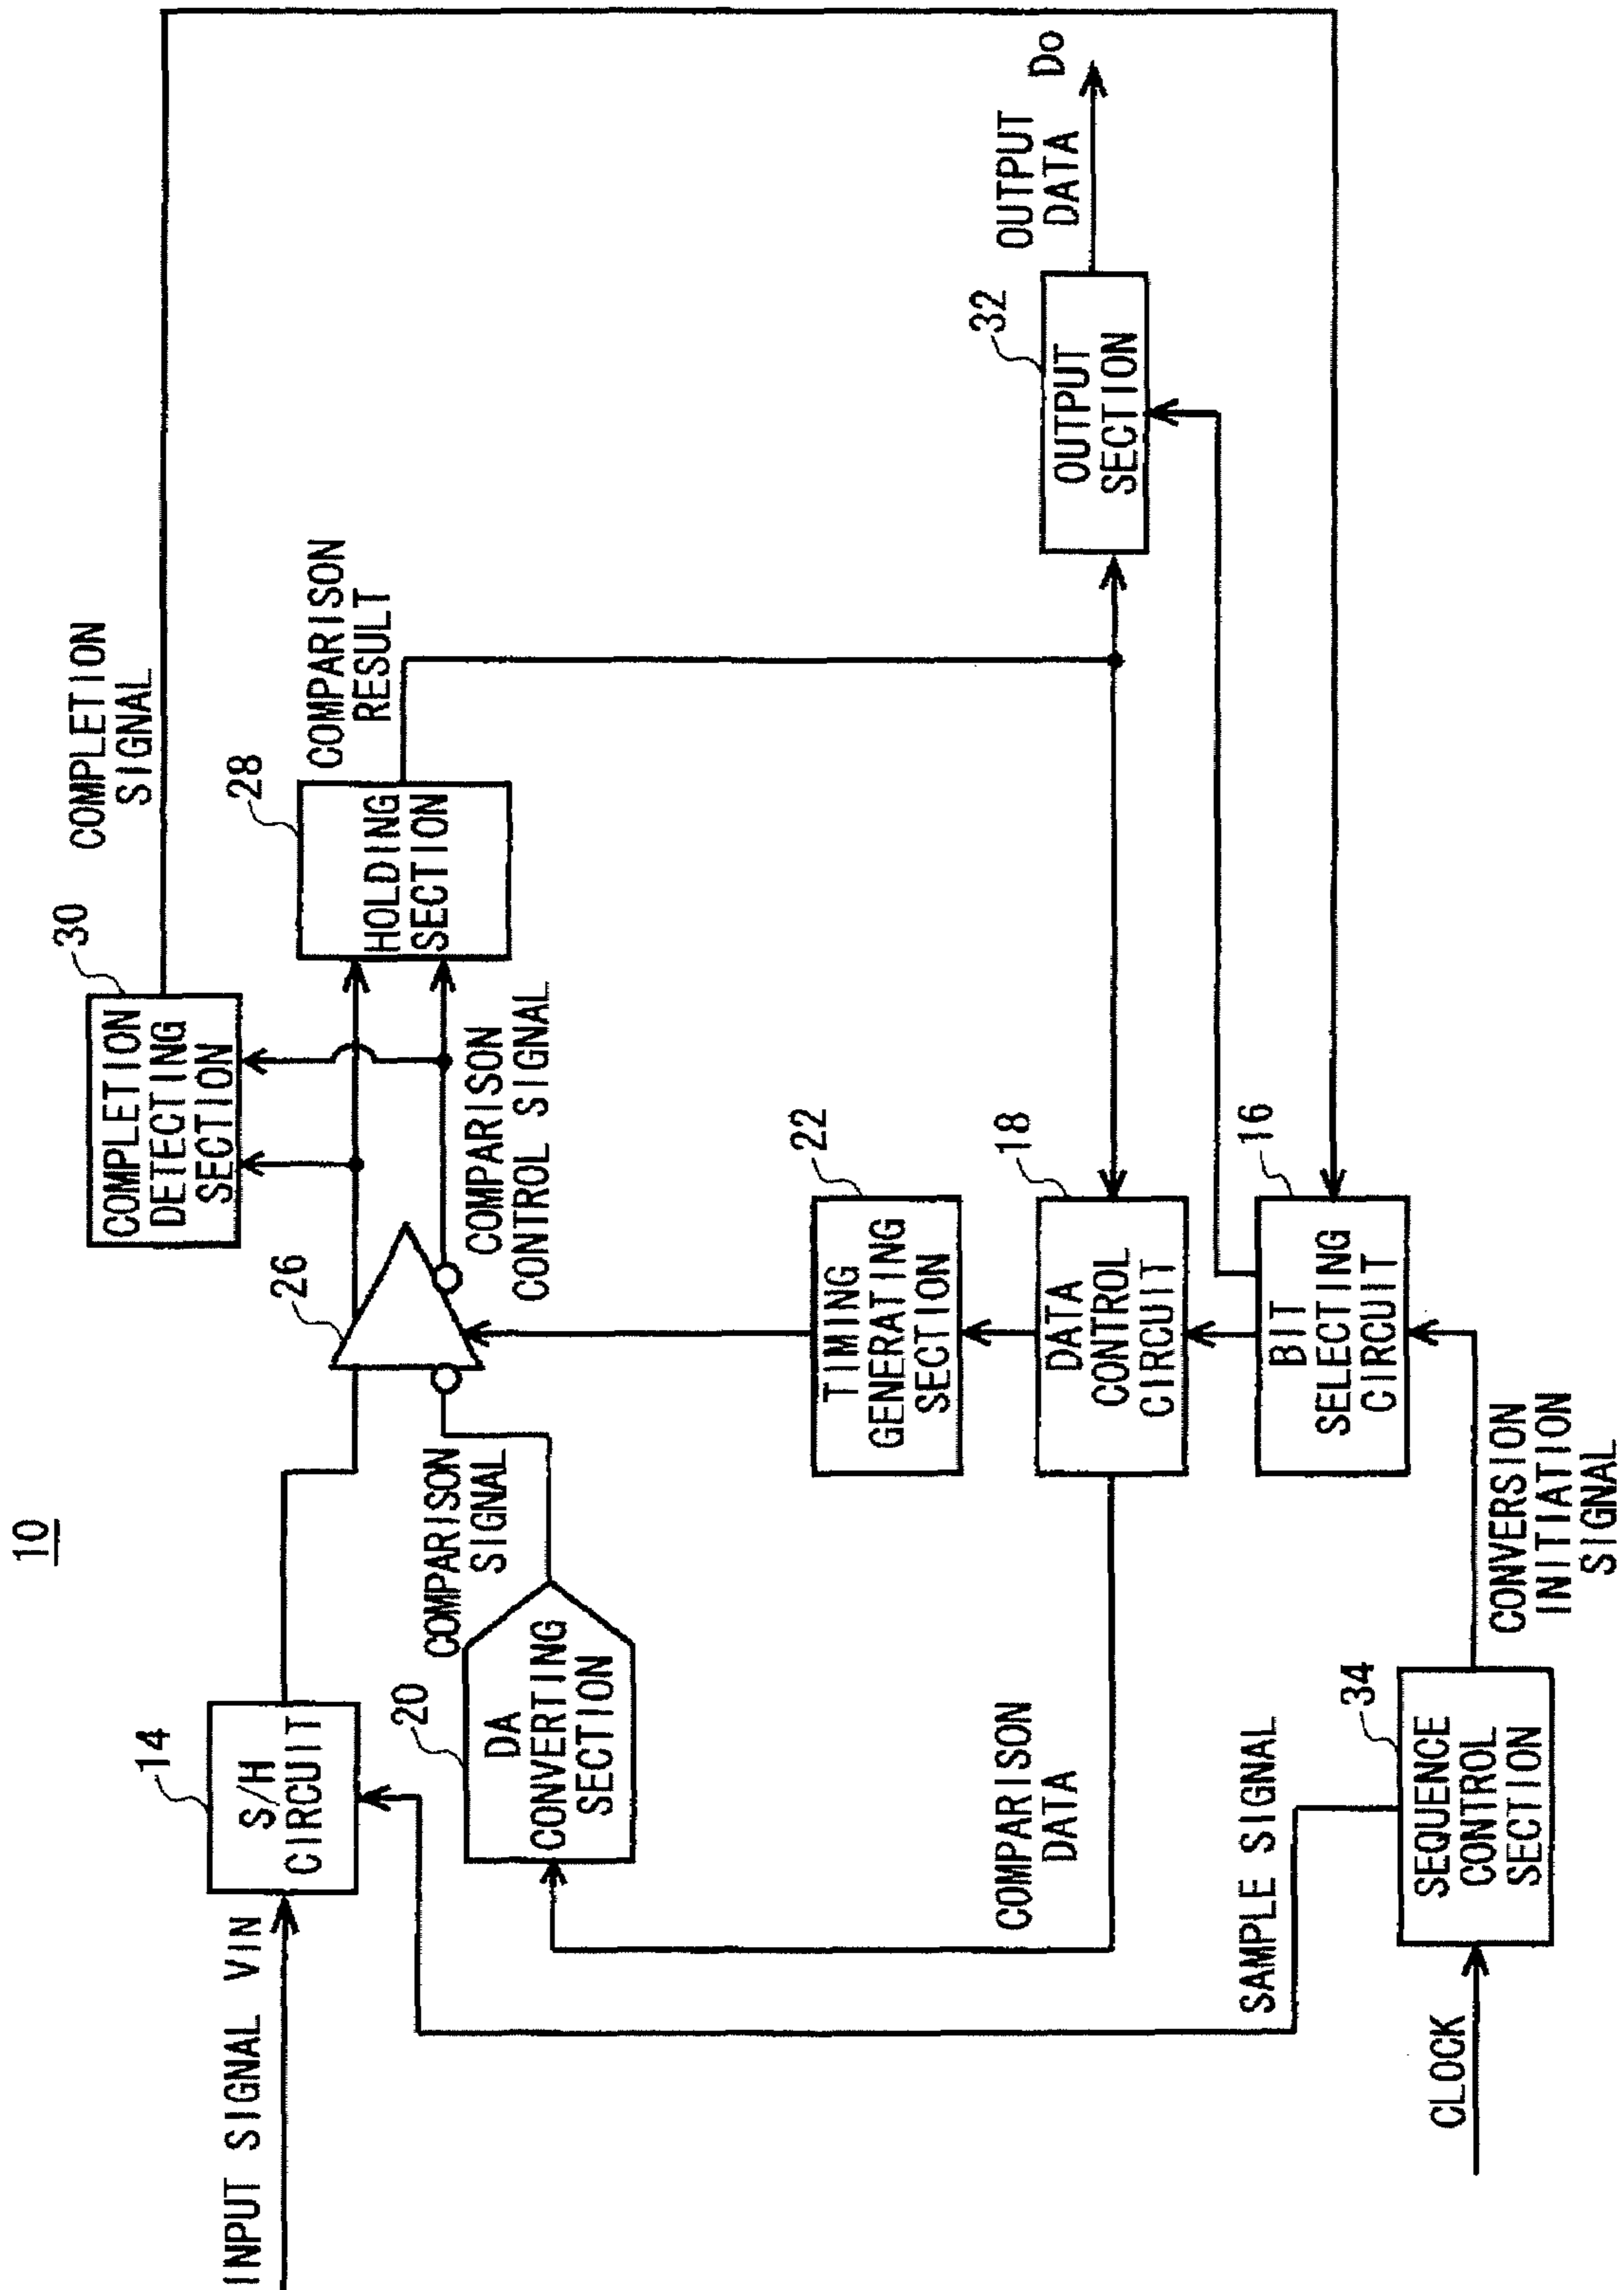 10
INPUT SIGNAL VIN
14
S/H
CIRCUIT
20
DA
CONVERTING
SECTION
COMPARISON
SIGNAL
26
30
COMPLETION
DETECTING
SECTION
COMPLETION
SIGNAL
28
HOLDING
SECTION
COMPARISON
RESULT
COMPARISON
CONTROL SIGNAL
22
TIMING
GENERATING
SECTION
COMPARISON
DATA
18
DATA
CONTROL
CIRCUIT
32
OUTPUT
SECTION
OUTPUT
DATA
Do
SAMPLE SIGNAL
16
BIT
SELECTING
CIRCUIT
CLOCK
34
SEQUENCE
CONTROL
SECTION
CONVERSION
INITIATION
SIGNAL